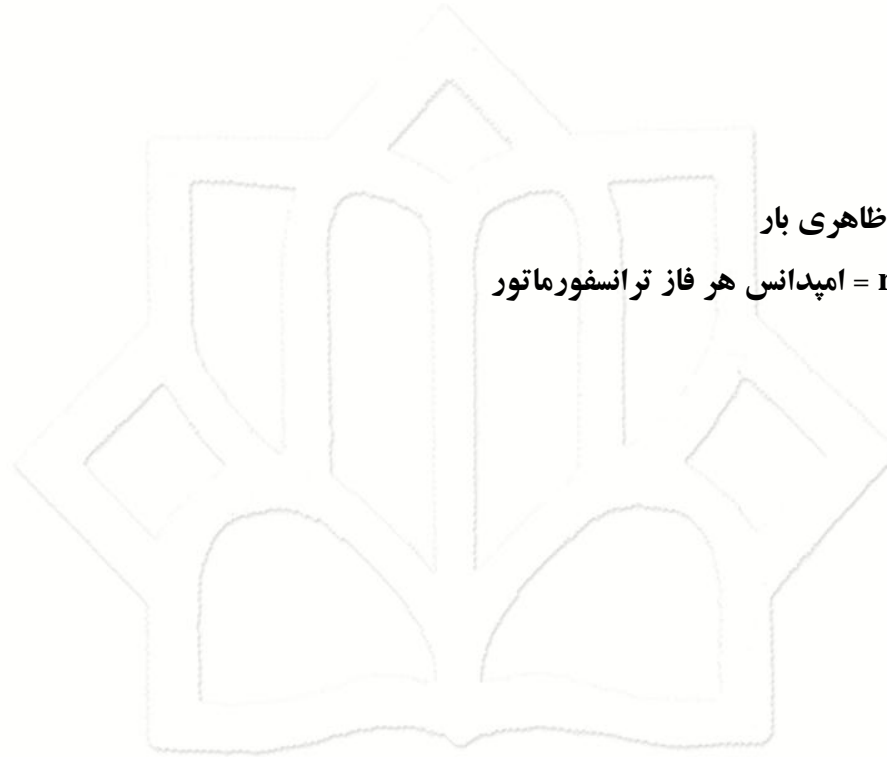 ظاهری بار
= امپدانس هر فاز ترانسفورماتور